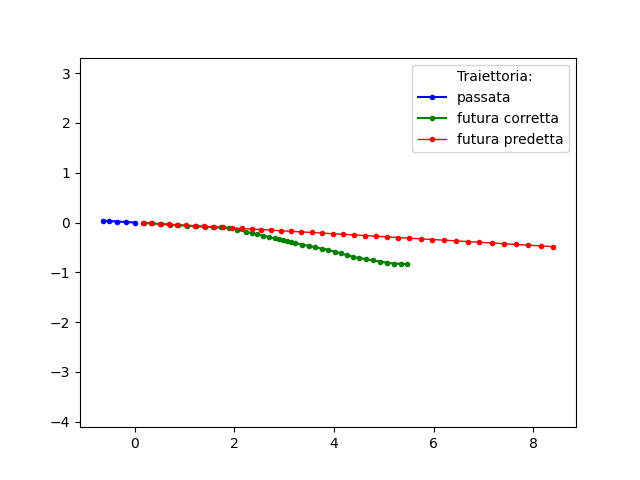 Traiettoria:
passata
futura corretta
futura predetta
3
2
1
0
−1
−2
−3
−4
0 2 4 6 8